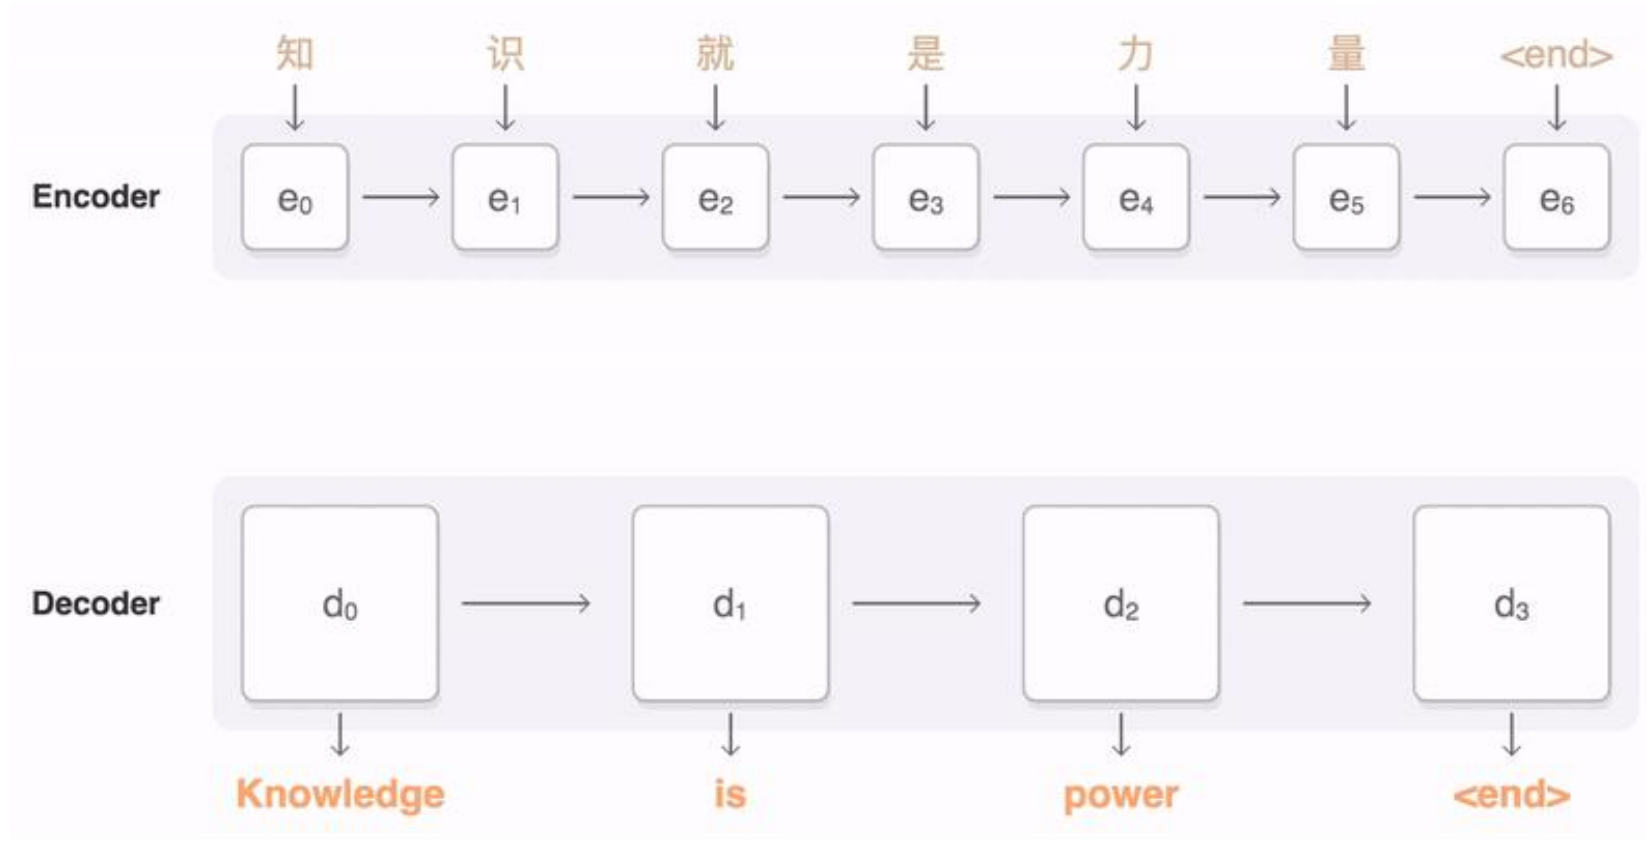 知 识 就 是 力 量 <end>
Encoder e₀ e₁ e₂ e₃ e₄ e₅ e₆
Decoder d₀ d₁ d₂ d₃
Knowledge is power <end>